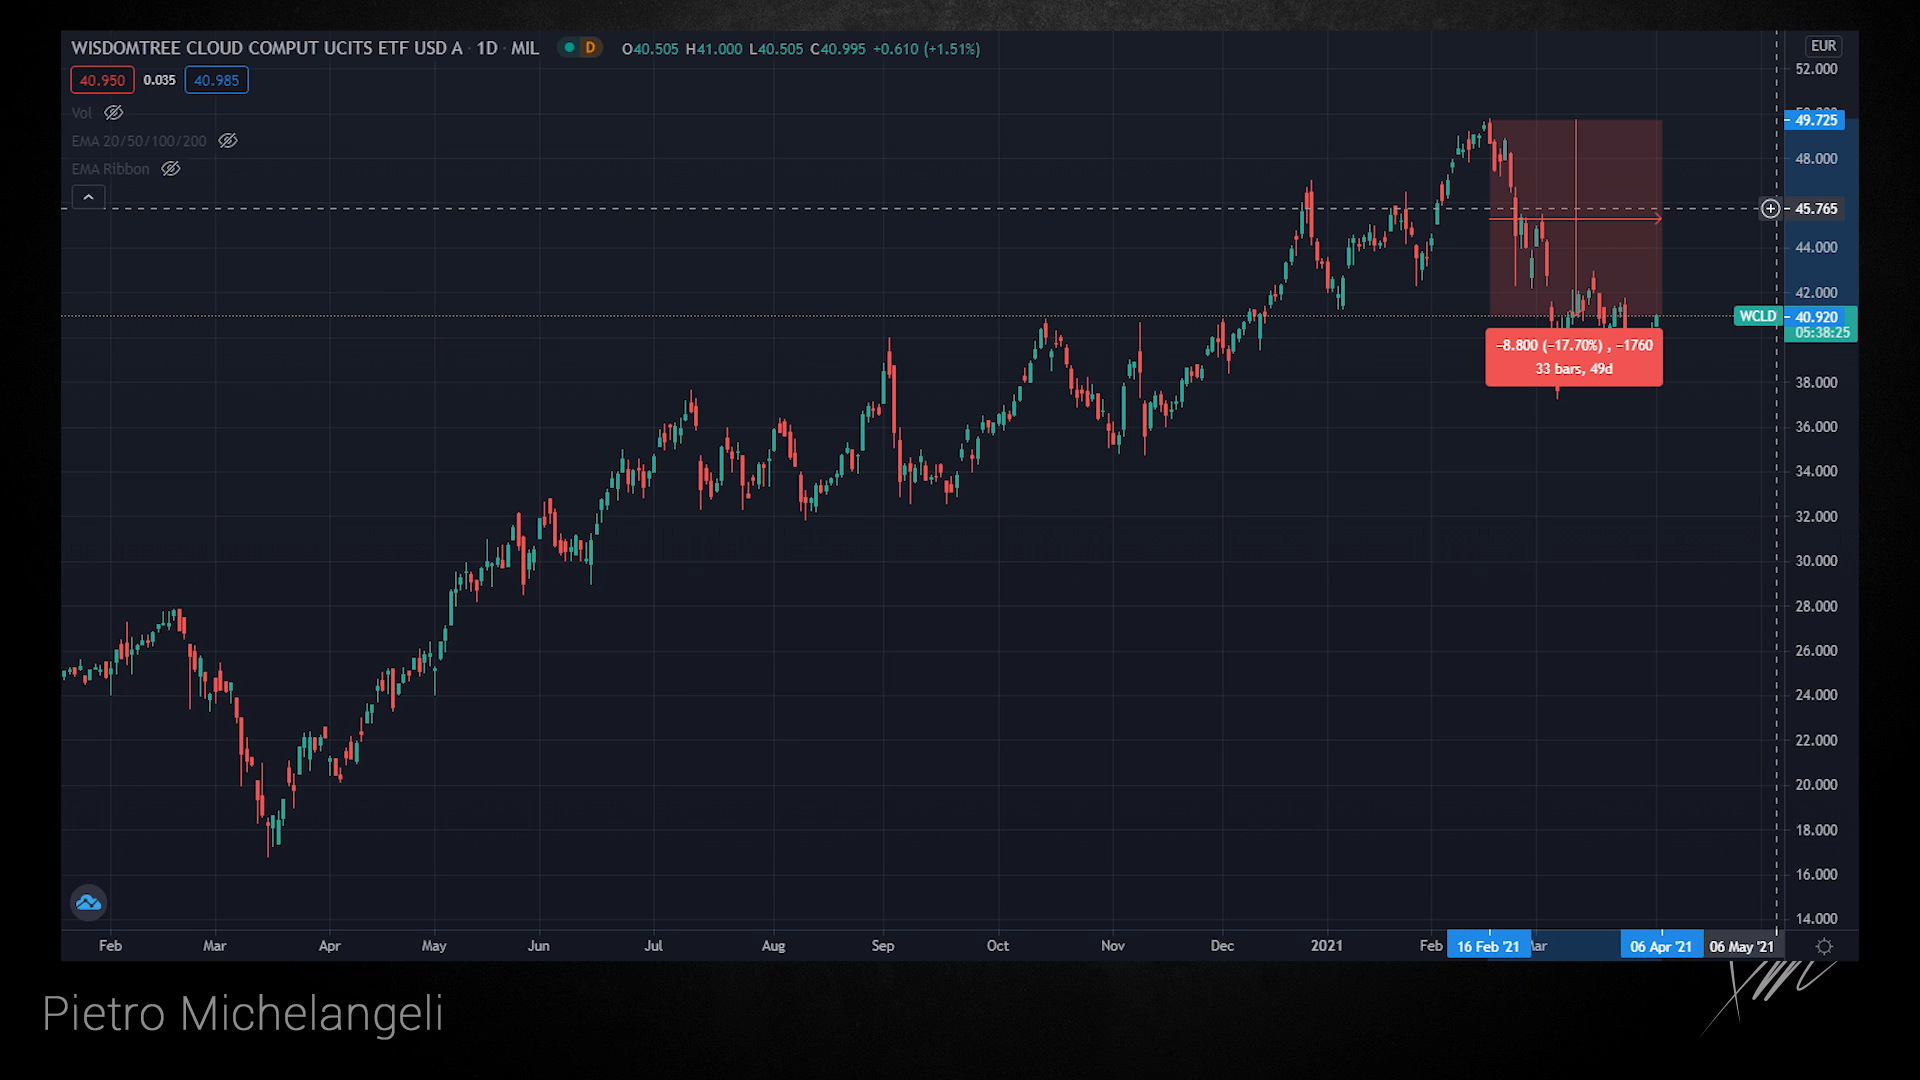 WISDOMTREE CLOUD COMPUT UCITS ETF USD A · 1D · MIL D O40.505 H41.000 L40.505 C40.995 +0.610 (+1.51%)
EUR
40.950 0.035 40.985
Vol
EMA 20/50/100/200
EMA Ribbon
52.000
49.725
48.000
45.765
44.000
42.000
WCLD 40.920
05:38:25
38.000
36.000
34.000
32.000
30.000
28.000
26.000
24.000
22.000
20.000
18.000
16.000
14.000
−8.800 (−17.70%) , −1760
33 bars, 49d
Feb Mar Apr May Jun Jul Aug Sep Oct Nov Dec 2021 Feb 16 Feb '21 06 Apr '21 06 May '21
Pietro Michelangeli